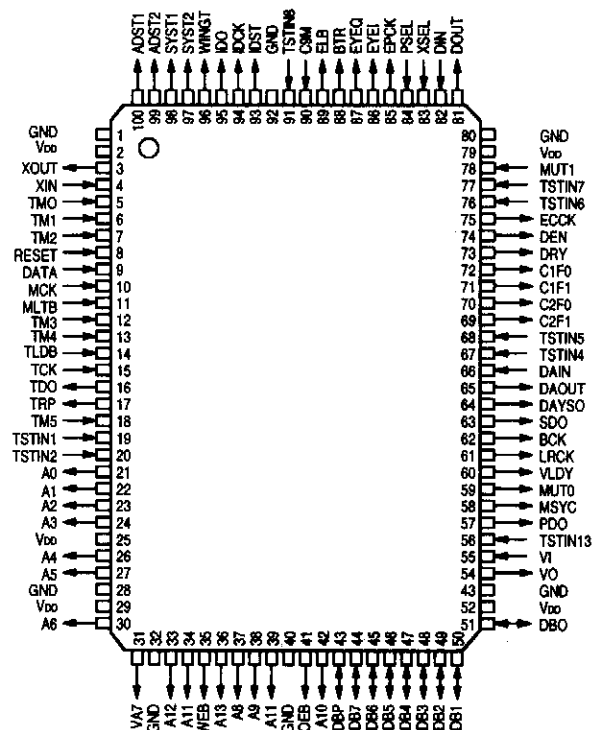 ADST1 ADST2 SYST1 SYST2 WINGT IDO IDCK IDST GND TSTIN8 C9M ELB BTR EYEQ EYEI EPCK PSEL XSEL DIN DOUT
100 99 98 97 96 95 94 93 92 91 90 89 88 87 86 85 84 83 82 81
GND 1 80 GND
VDD 2 79 VDD
XOUT 3 78 MUT1
XIN 4 77 TSTIN7
TM0 5 76 TSTIN6
TM1 6 75 ECCK
TM2 7 74 DEN
RESET 8 73 DRY
DATA 9 72 C1F0
MCK 10 71 C1F1
MLTB 11 70 C2F0
TM3 12 69 C2F1
TM4 13 68 TSTIN5
TLDB 14 67 TSTIN4
TCK 15 66 DAIN
TDO 16 65 DAOUT
TRP 17 64 DAYSO
TM5 18 63 SDO
TSTIN1 19 62 BCK
TSTIN2 20 61 LRCK
A0 21 60 VLDY
A1 22 59 MUT0
A2 23 58 MSYC
A3 24 57 PDO
VDD 25 56 TSTIN13
A4 26 55 VI
A5 27 54 VO
GND 28 43 GND
VDD 29 52 VDD
A6 30 51 DBO
31 32 33 34 35 36 37 38 39 40 41 42 43 44 45 46 47 48 49 50
VA7 GND A12 A11 WEB A13 A8 A9 A11 GND OEB A10 DBP DB7 DB6 DB5 DB4 DB3 DB2 DB1